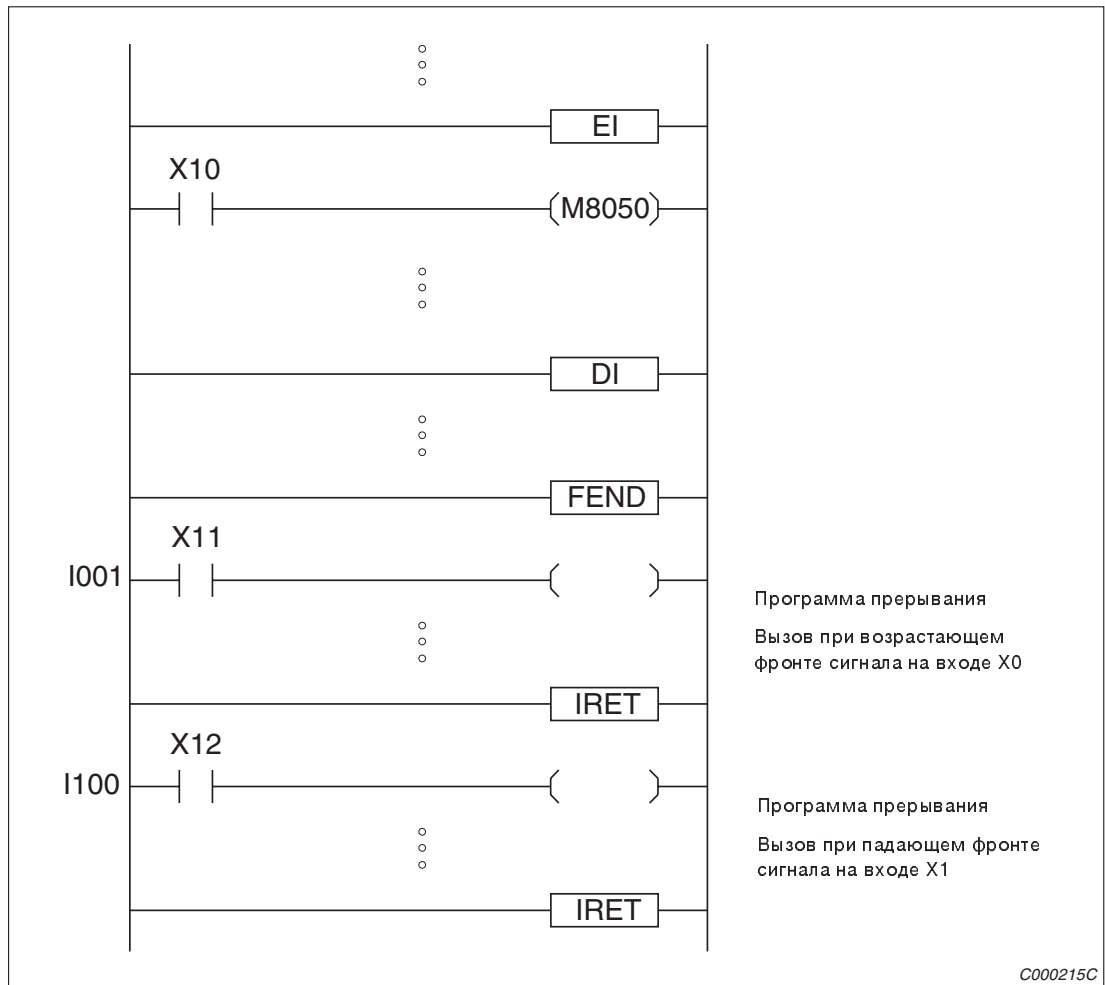 EI
X10
M8050
DI
FEND
X11
I001
Программа прерывания
Вызов при возрастающем
фронте сигнала на входе X0
IRET
X12
I100
Программа прерывания
Вызов при падающем фронте
сигнала на входе X1
IRET
C000215C